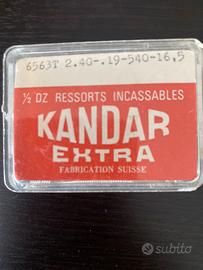 6563T 2.40-.19-540-16,5
½ DZ RESSORTS INCASSABLES
KANDAR
EXTRA
FABRICATION SUISSE
subito